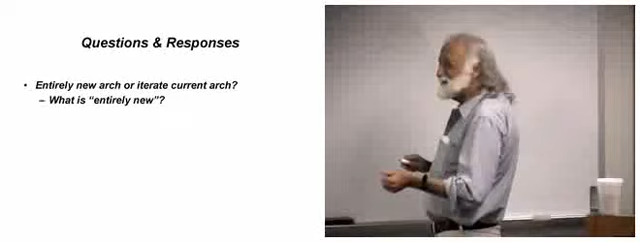 Questions & Responses
• Entirely new arch or iterate current arch?
– What is “entirely new”?